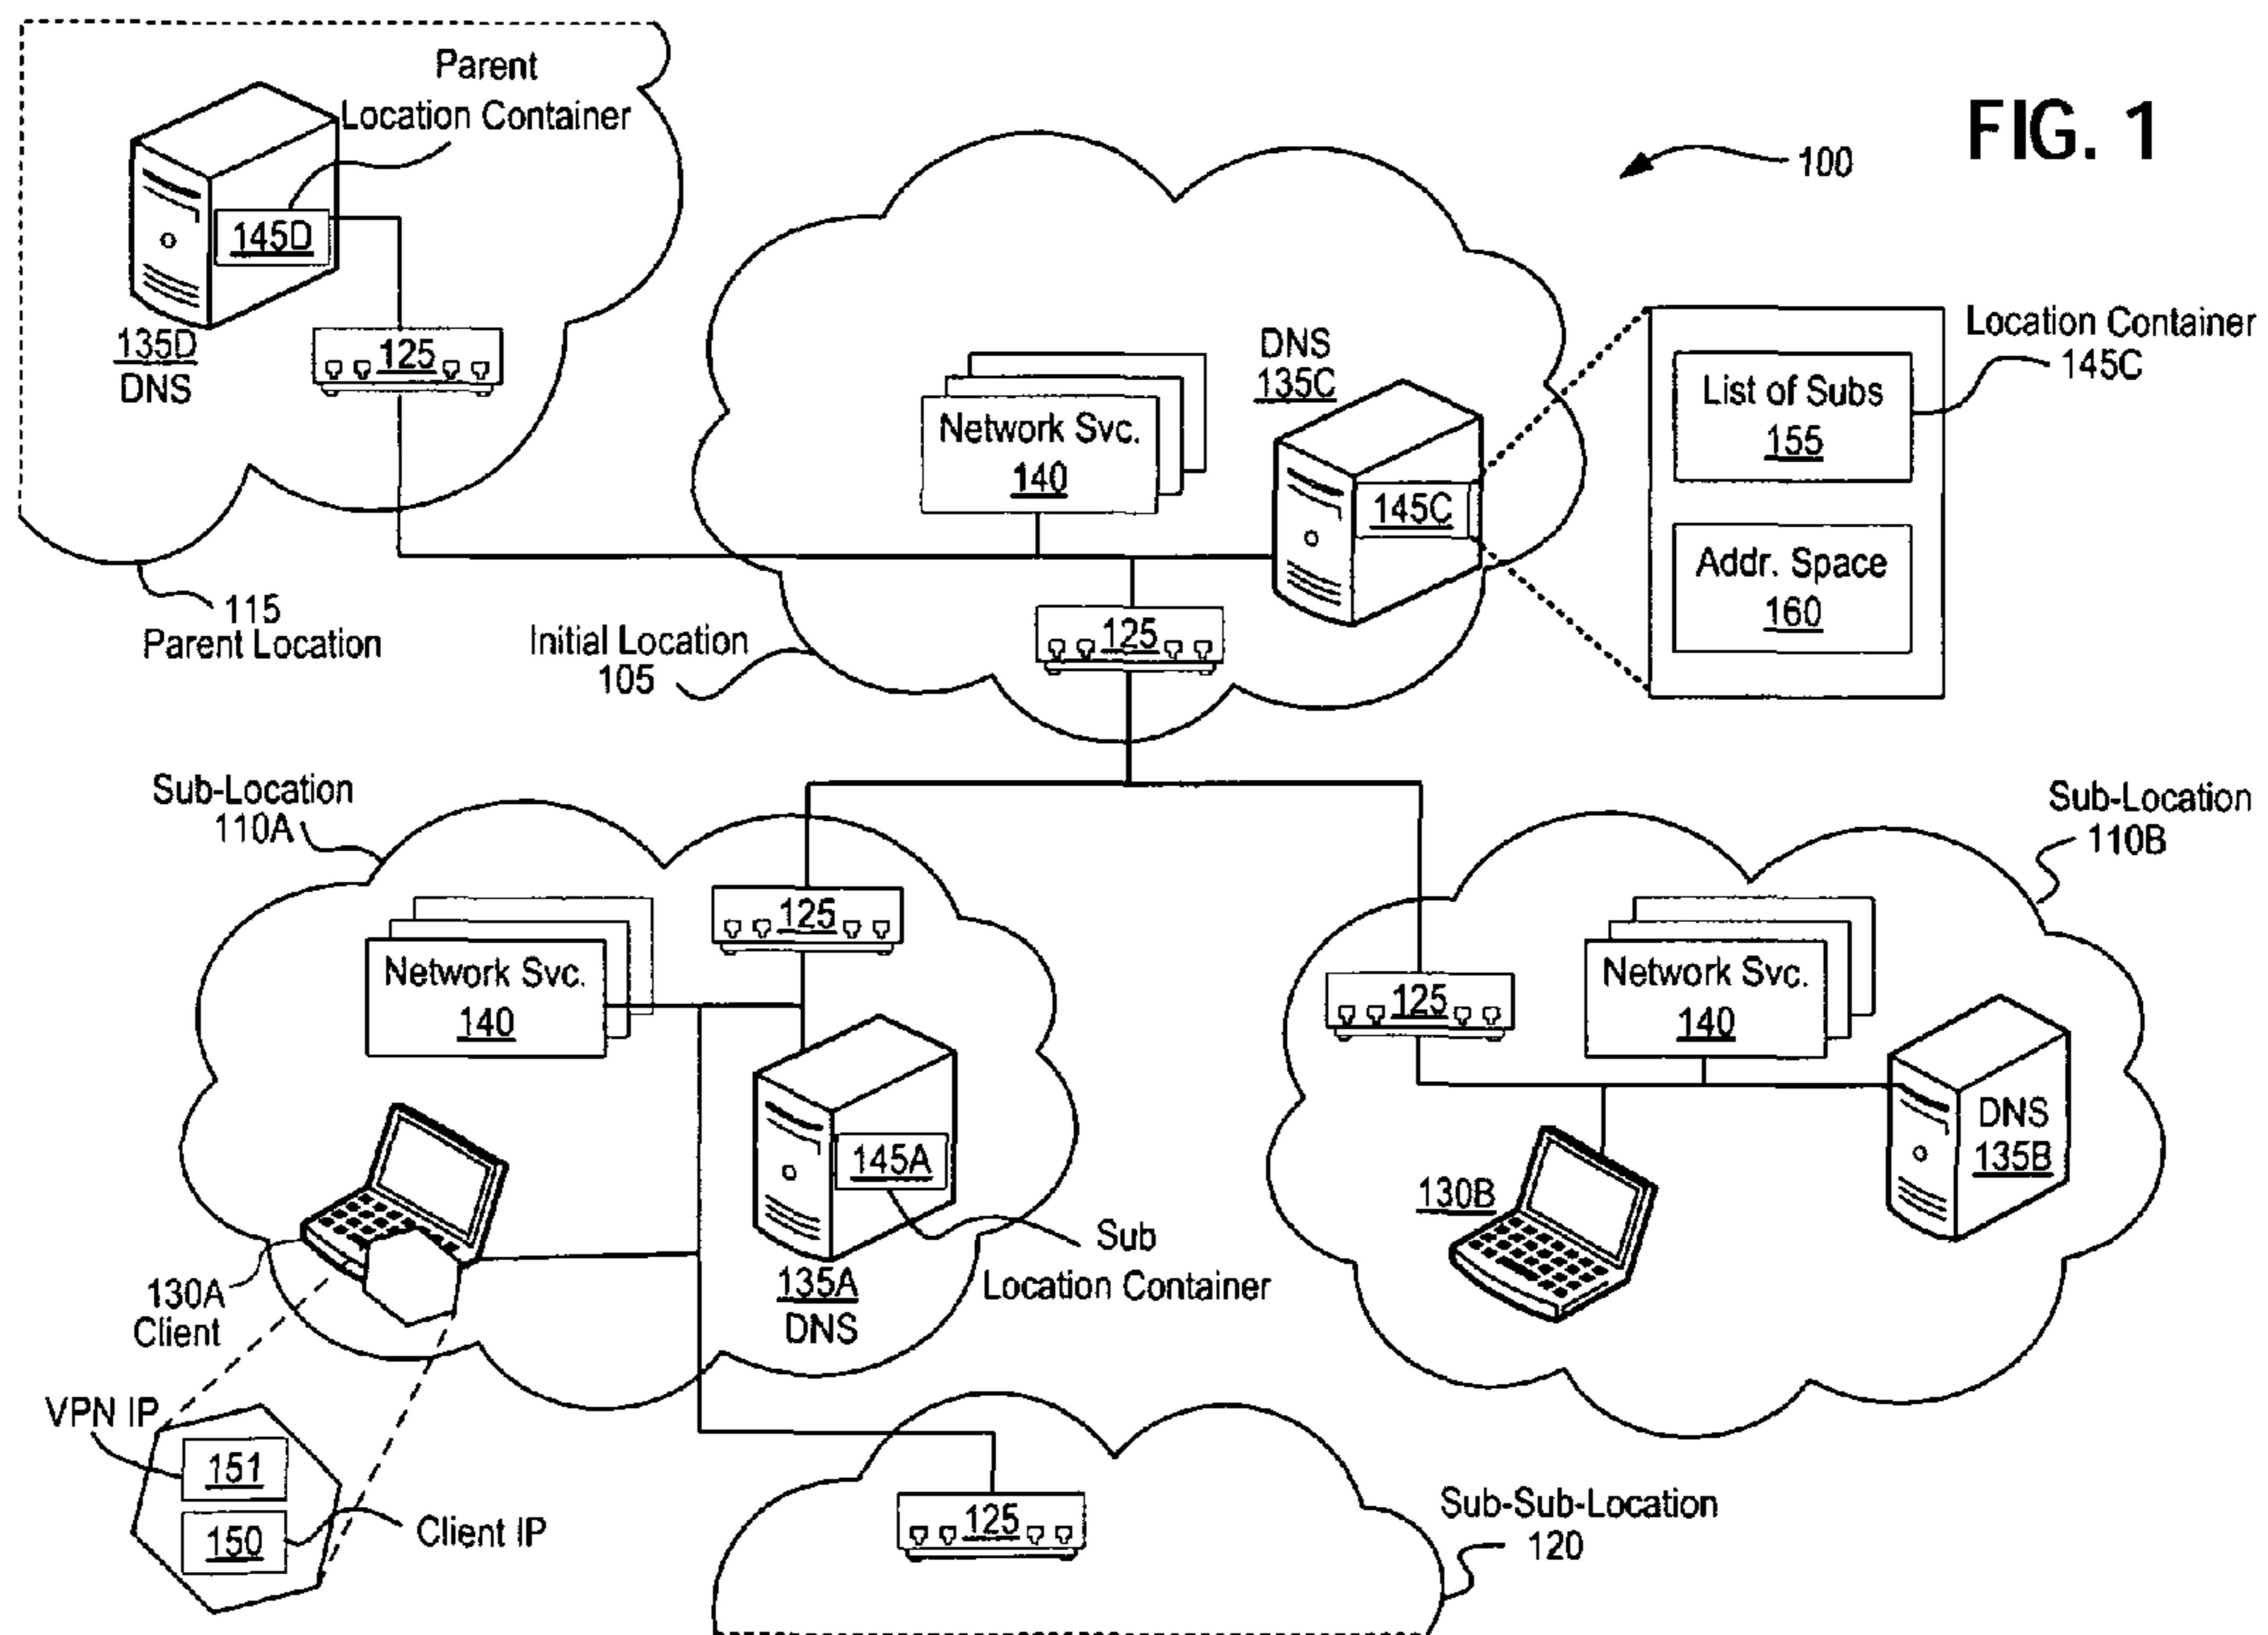 FIG. 1
100
Parent
Location Container
145D
135D
DNS
125
115
Parent Location
Network Svc.
140
DNS
135C
145C
125
Initial Location
105
Location Container
145C
List of Subs
155
Addr. Space
160
Sub-Location
110A
Network Svc.
140
125
145A
135A
DNS
Sub
Location Container
130A
Client
VPN IP
151
150
Client IP
Sub-Location
110B
125
Network Svc.
140
DNS
135B
130B
125
Sub-Sub-Location
120